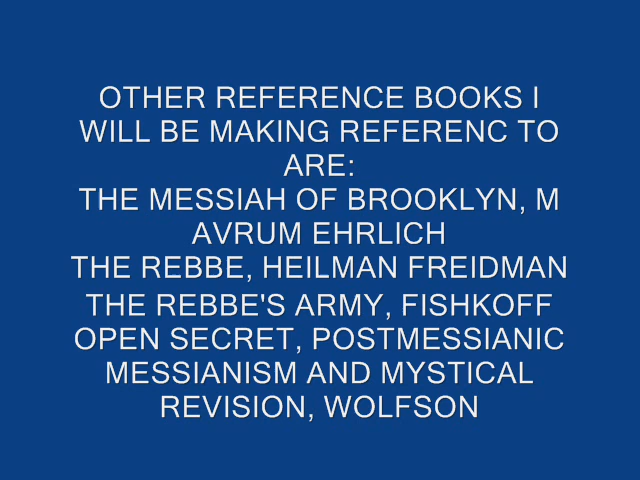 OTHER REFERENCE BOOKS I
WILL BE MAKING REFERENC TO
ARE:
THE MESSIAH OF BROOKLYN, M
AVRUM EHRLICH
THE REBBE, HEILMAN FREIDMAN
THE REBBE'S ARMY, FISHKOFF
OPEN SECRET, POSTMESSIANIC
MESSIANISM AND MYSTICAL
REVISION, WOLFSON